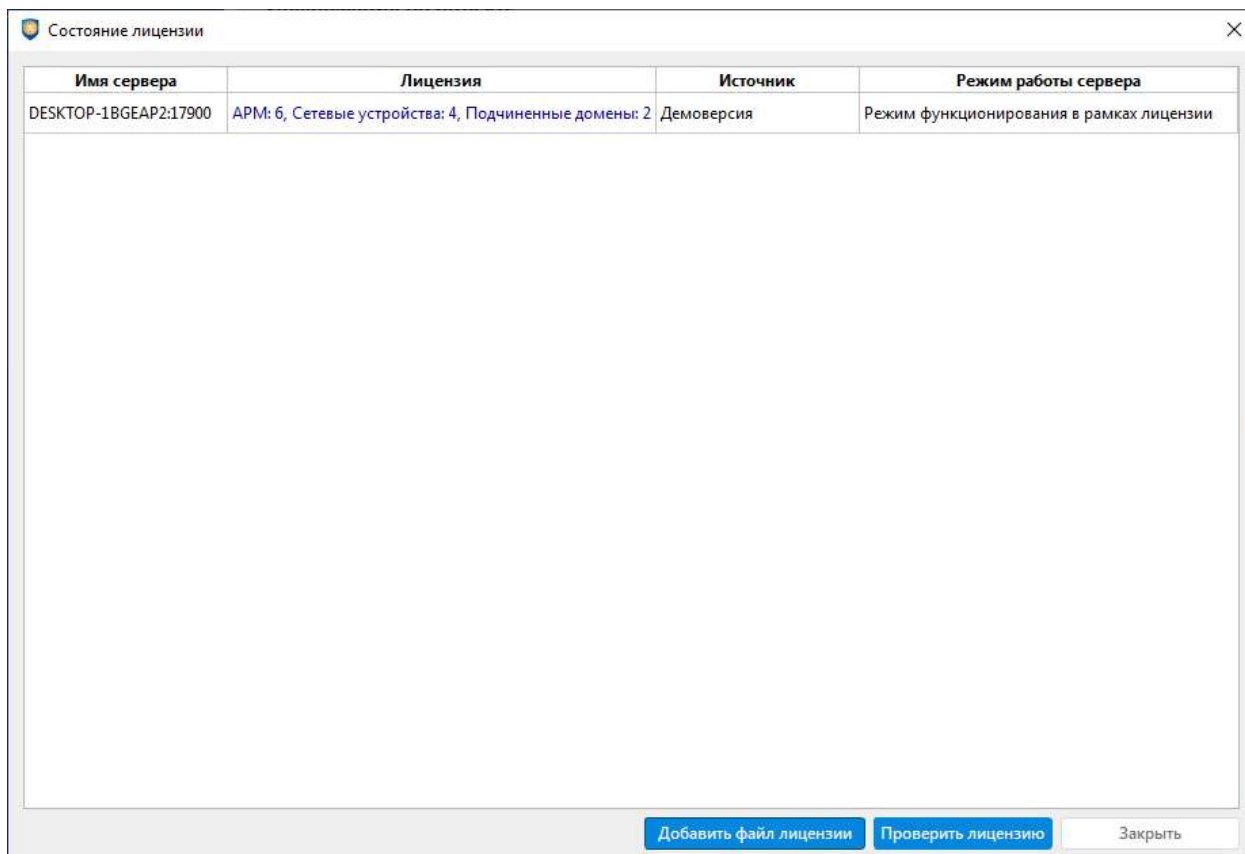 Состояние лицензии
Имя сервера Лицензия Источник Режим работы сервера
DESKTOP-1BGEAP2:17900 АРМ: 6, Сетевые устройства: 4, Подчиненные домены: 2 Демоверсия Режим функционирования в рамках лицензии
Добавить файл лицензии Проверить лицензию Закрыть